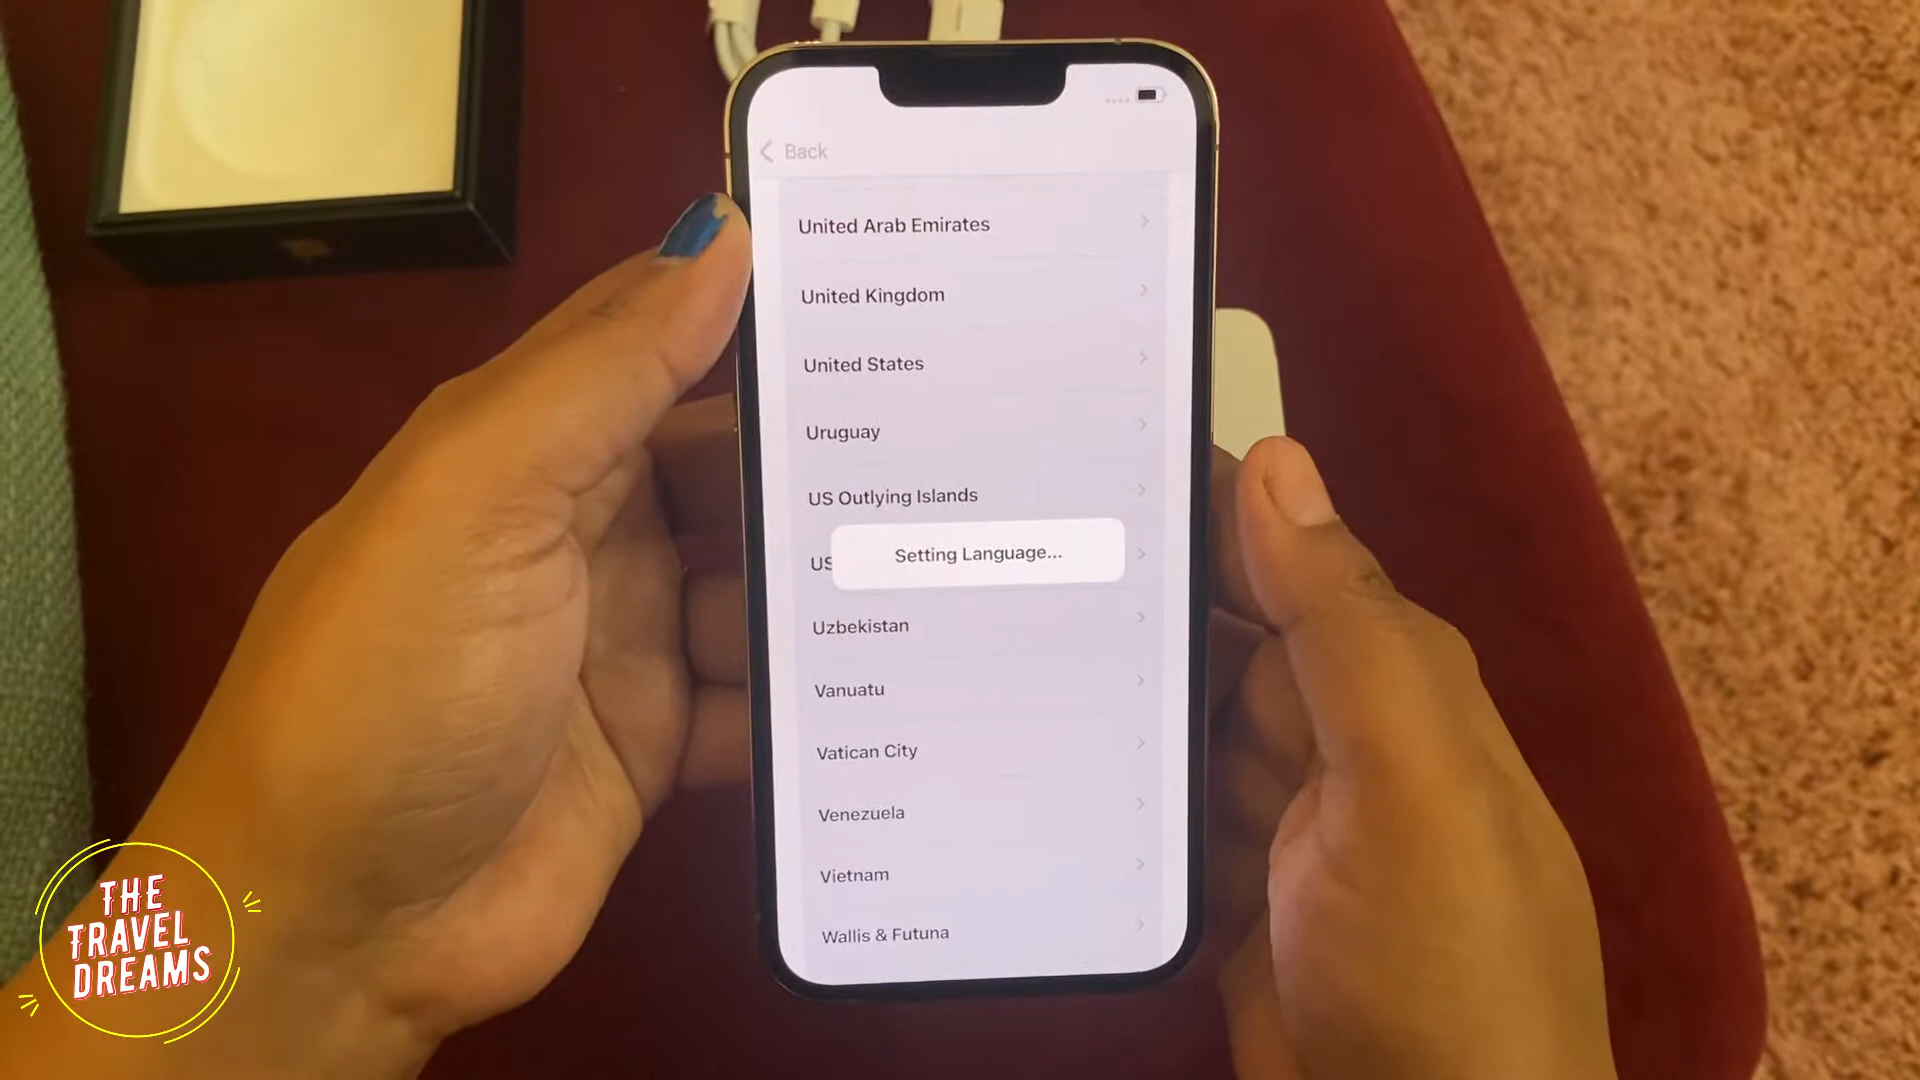 Back
United Arab Emirates
United Kingdom
United States
Uruguay
US Outlying Islands
US
Setting Language...
Uzbekistan
Vanuatu
Vatican City
Venezuela
Vietnam
Wallis & Futuna
THE
TRAVEL
DREAMS